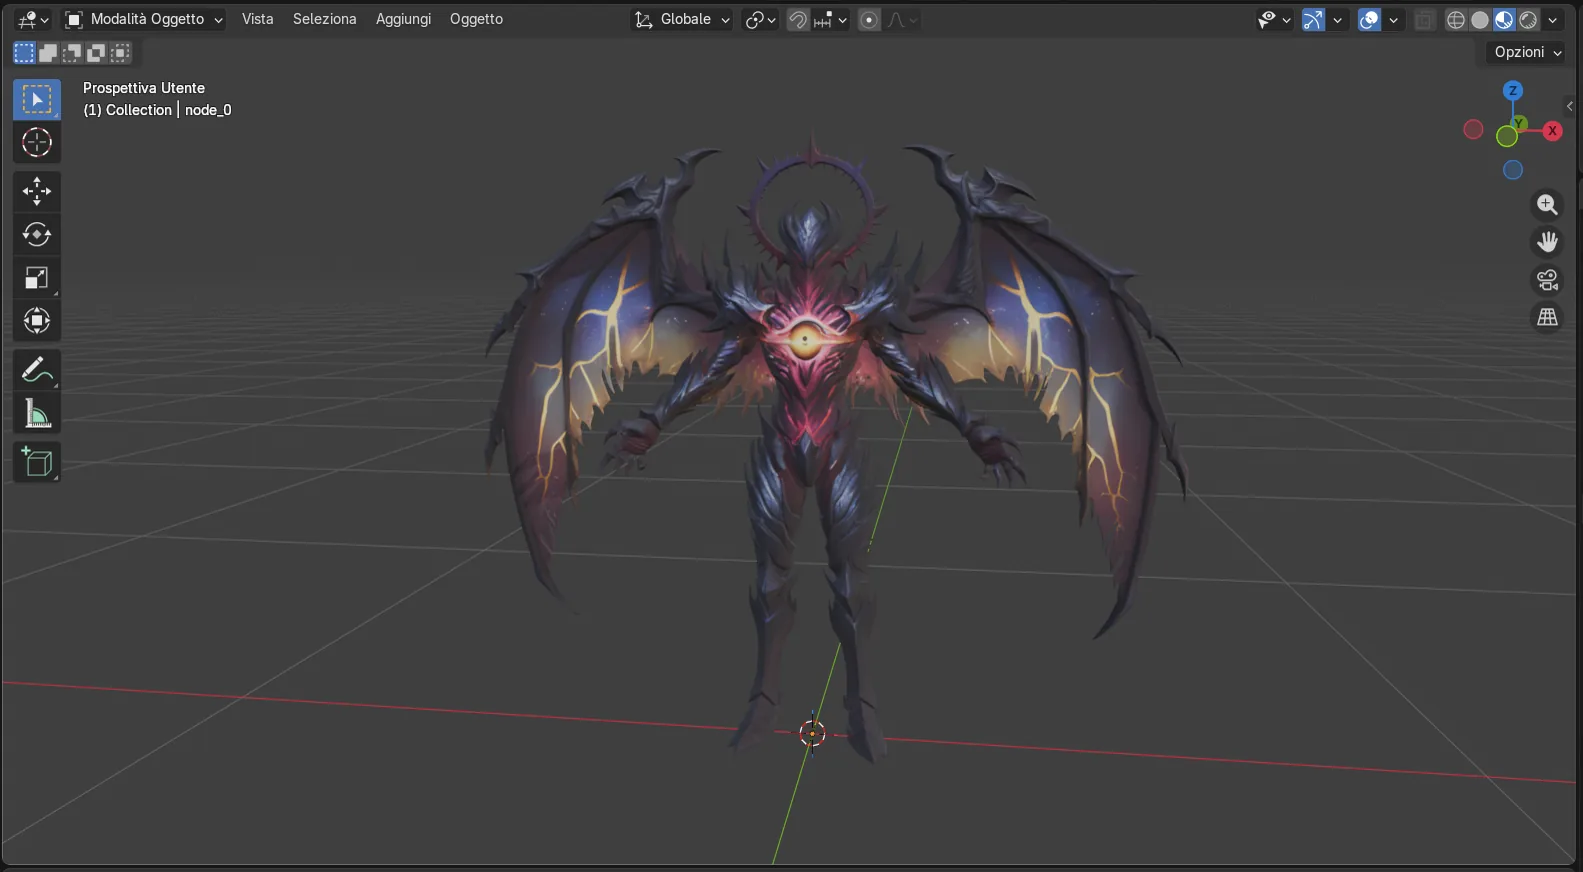 Modalità Oggetto Vista Seleziona Aggiungi Oggetto Globale
Opzioni
Prospettiva Utente
(1) Collection | node_0
Z
Y
X